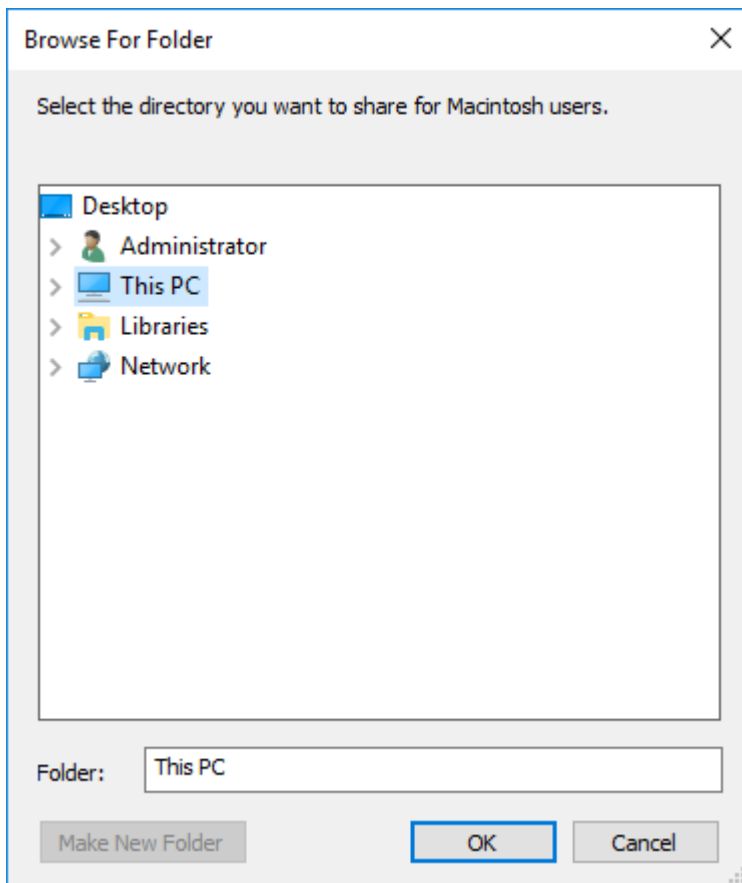 Browse For Folder
Select the directory you want to share for Macintosh users.
Desktop
Administrator
This PC
Libraries
Network
Folder: This PC
Make New Folder OK Cancel